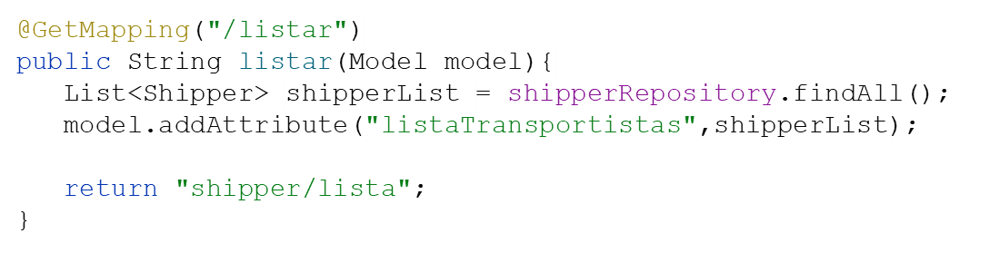 @GetMapping("/listar")
public String listar(Model model){
   List<Shipper> shipperList = shipperRepository.findAll();
   model.addAttribute("listaTransportistas",shipperList);

   return "shipper/lista";
}